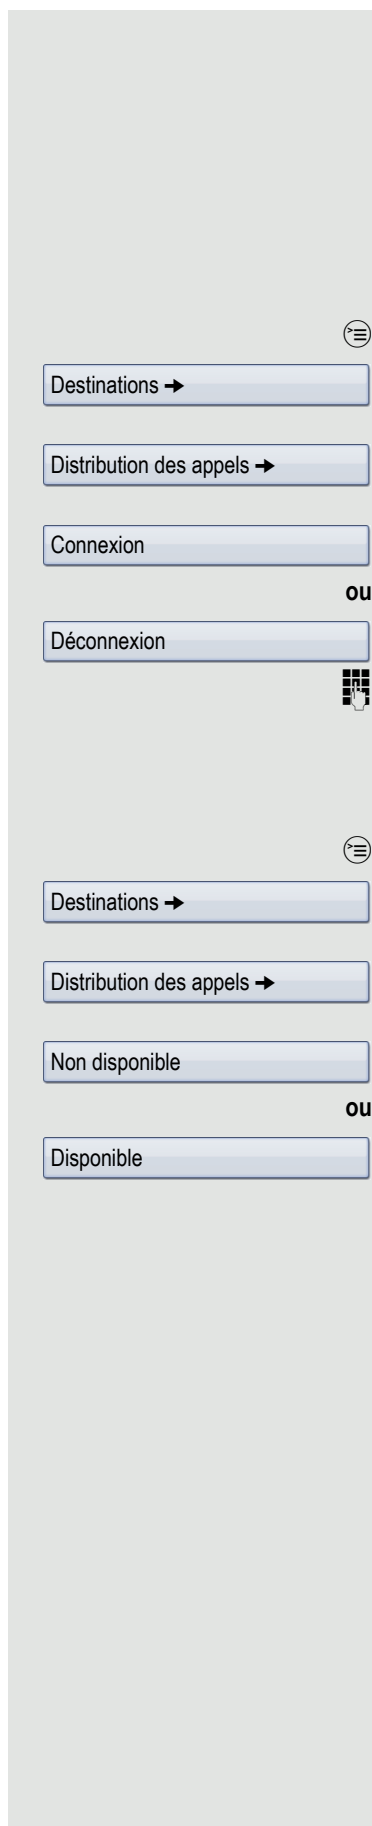 Destinations →
Distribution des appels →
Connexion
ou
Déconnexion
Destinations →
Distribution des appels →
Non disponible
ou
Disponible